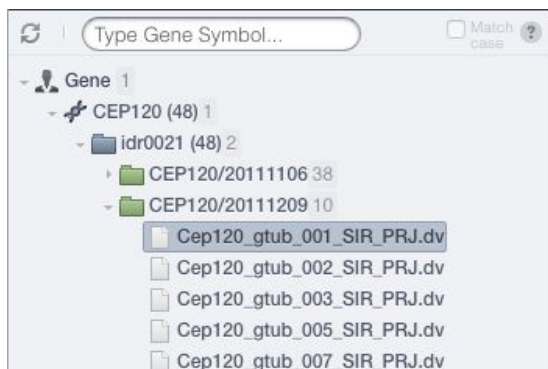 Type Gene Symbol... Match case ?
Gene 1
CEP120 (48) 1
idr0021 (48) 2
CEP120/20111106 38
CEP120/20111209 10
Cep120_gtub_001_SIR_PRJ.dv
Cep120_gtub_002_SIR_PRJ.dv
Cep120_gtub_003_SIR_PRJ.dv
Cep120_gtub_005_SIR_PRJ.dv
Cep120_gtub_007_SIR_PRJ.dv